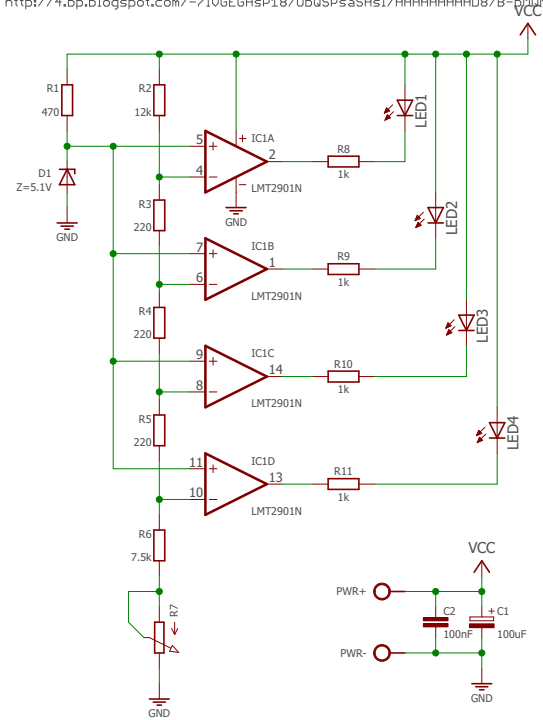 VCC
R1
470
R2
12k
5
+
IC1A
+
2
4
−
−
LMT2901N
R8
1k
LED1
D1
Z=5.1V
GND
R3
220
GND
LED2
7
+
IC1B
1
6
−
LMT2901N
R9
1k
R4
220
LED3
9
+
IC1C
14
8
−
LMT2901N
R10
1k
R5
220
LED4
11
+
IC1D
13
10
−
LMT2901N
R11
1k
R6
7.5k
R7
GND
VCC
PWR+
PWR-
C2
100nF
+
C1
100uF
GND